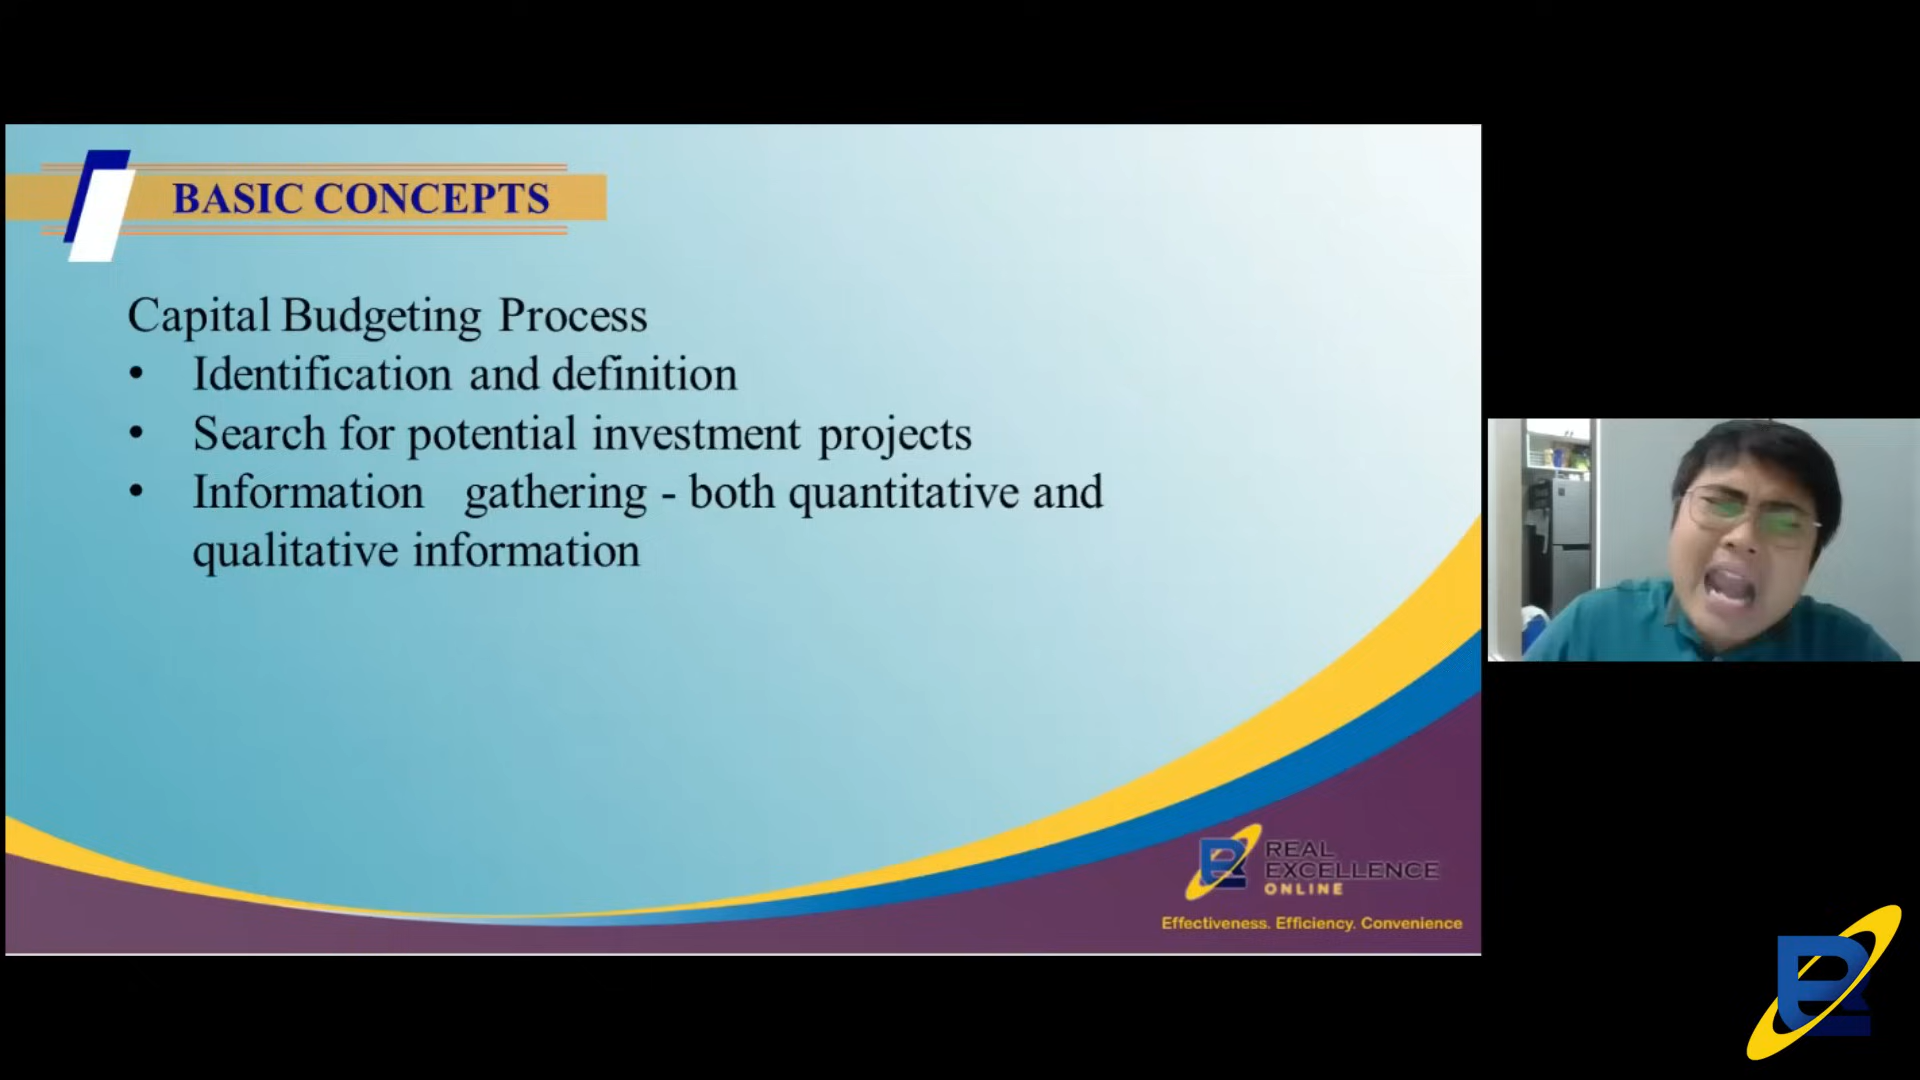 BASIC CONCEPTS
Capital Budgeting Process
• Identification and definition
• Search for potential investment projects
• Information gathering - both quantitative and
qualitative information
REAL
EXCELLENCE
ONLINE
Effectiveness. Efficiency. Convenience